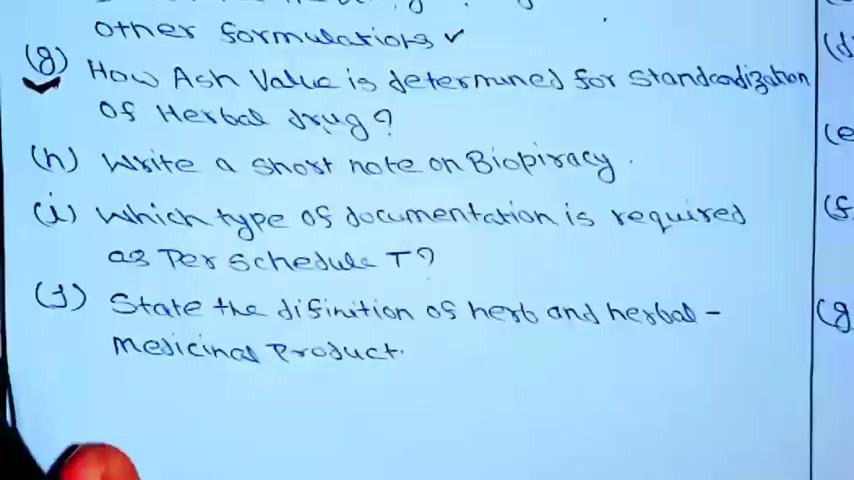 other formulations ✓
(g) How Ash Value is determined for Standardization
of Herbal drug?
(h) Write a short note on Biopiracy.
(i) which type of documentation is required
as Per schedule T?
(J) State the difinition of herb and herbal -
medicinal Product.
(d
(e
(f
(g